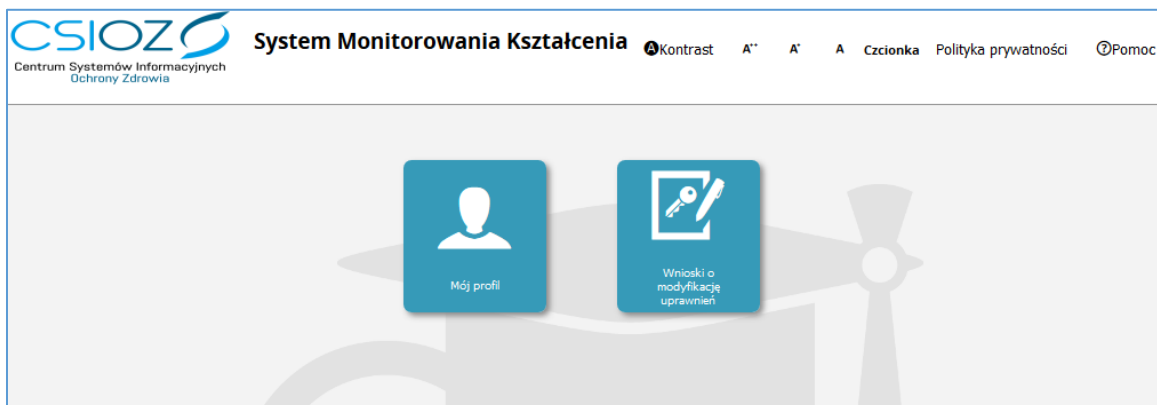 CSIOZ
Centrum Systemów Informacyjnych
Ochrony Zdrowia
System Monitorowania Kształcenia
A Kontrast A++ A+ A Czcionka Polityka prywatności ? Pomoc
Mój profil
Wnioski o
modyfikację
uprawnień